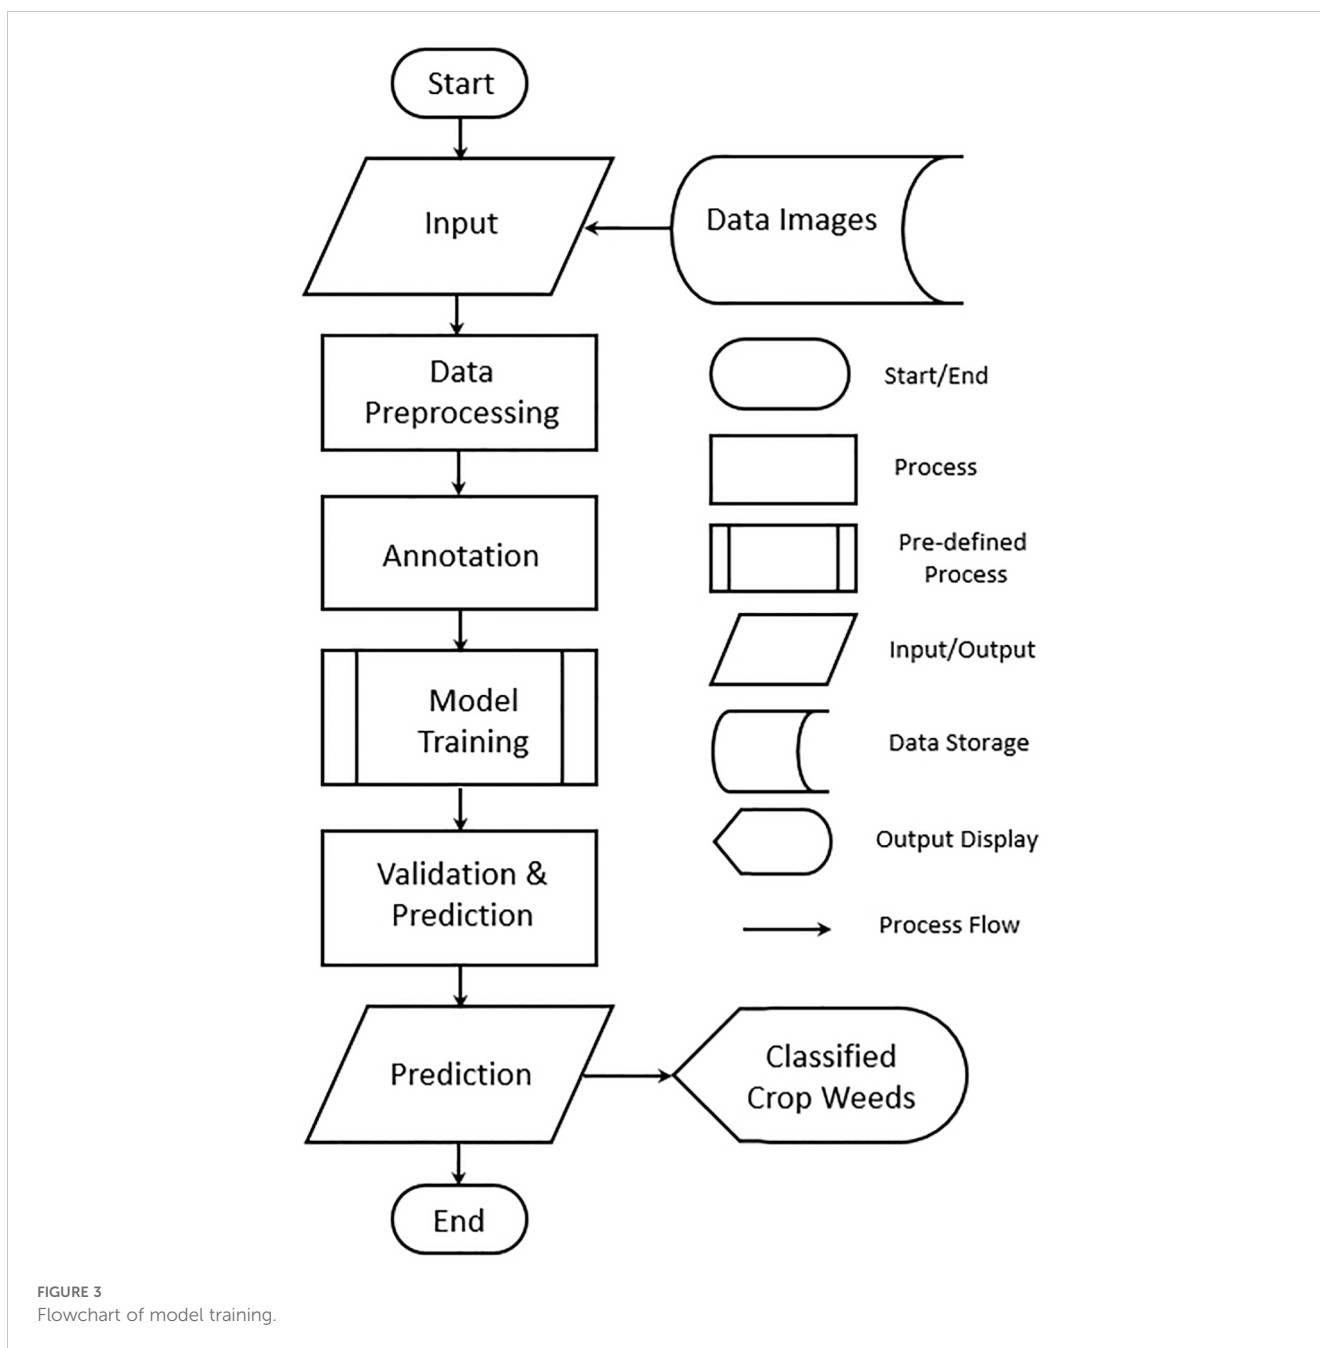 Start
Input
Data Images
Data
Preprocessing
Start/End
Process
Annotation
Pre-defined
Process
Input/Output
Model
Training
Data Storage
Output Display
Validation &
Prediction
Process Flow
Prediction
Classified
Crop Weeds
End
FIGURE 3
Flowchart of model training.